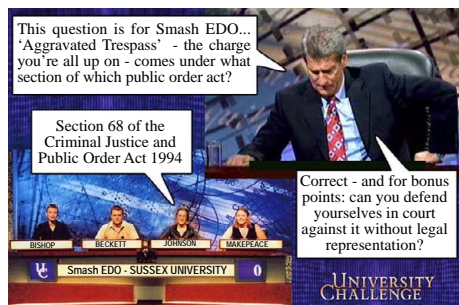 This question is for Smash EDO...
‘Aggravated Trespass’ - the charge
you’re all up on - comes under what
section of which public order act?
Section 68 of the
Criminal Justice and
Public Order Act 1994
Correct - and for bonus
points: can you defend
yourselves in court
against it without legal
representation?
BISHOP
BECKETT
JOHNSON
MAKEPEACE
UC
Smash EDO - SUSSEX UNIVERSITY
0
UNIVERSITY
CHALLENGE